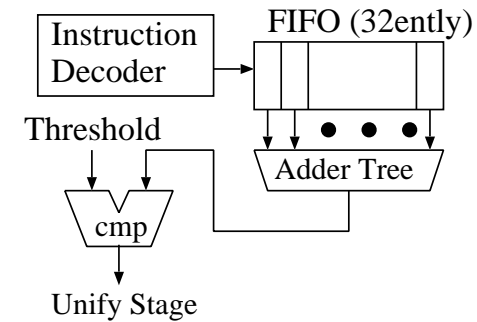 FIFO (32ently)
Instruction
Decoder
Threshold
Adder Tree
cmp
Unify Stage